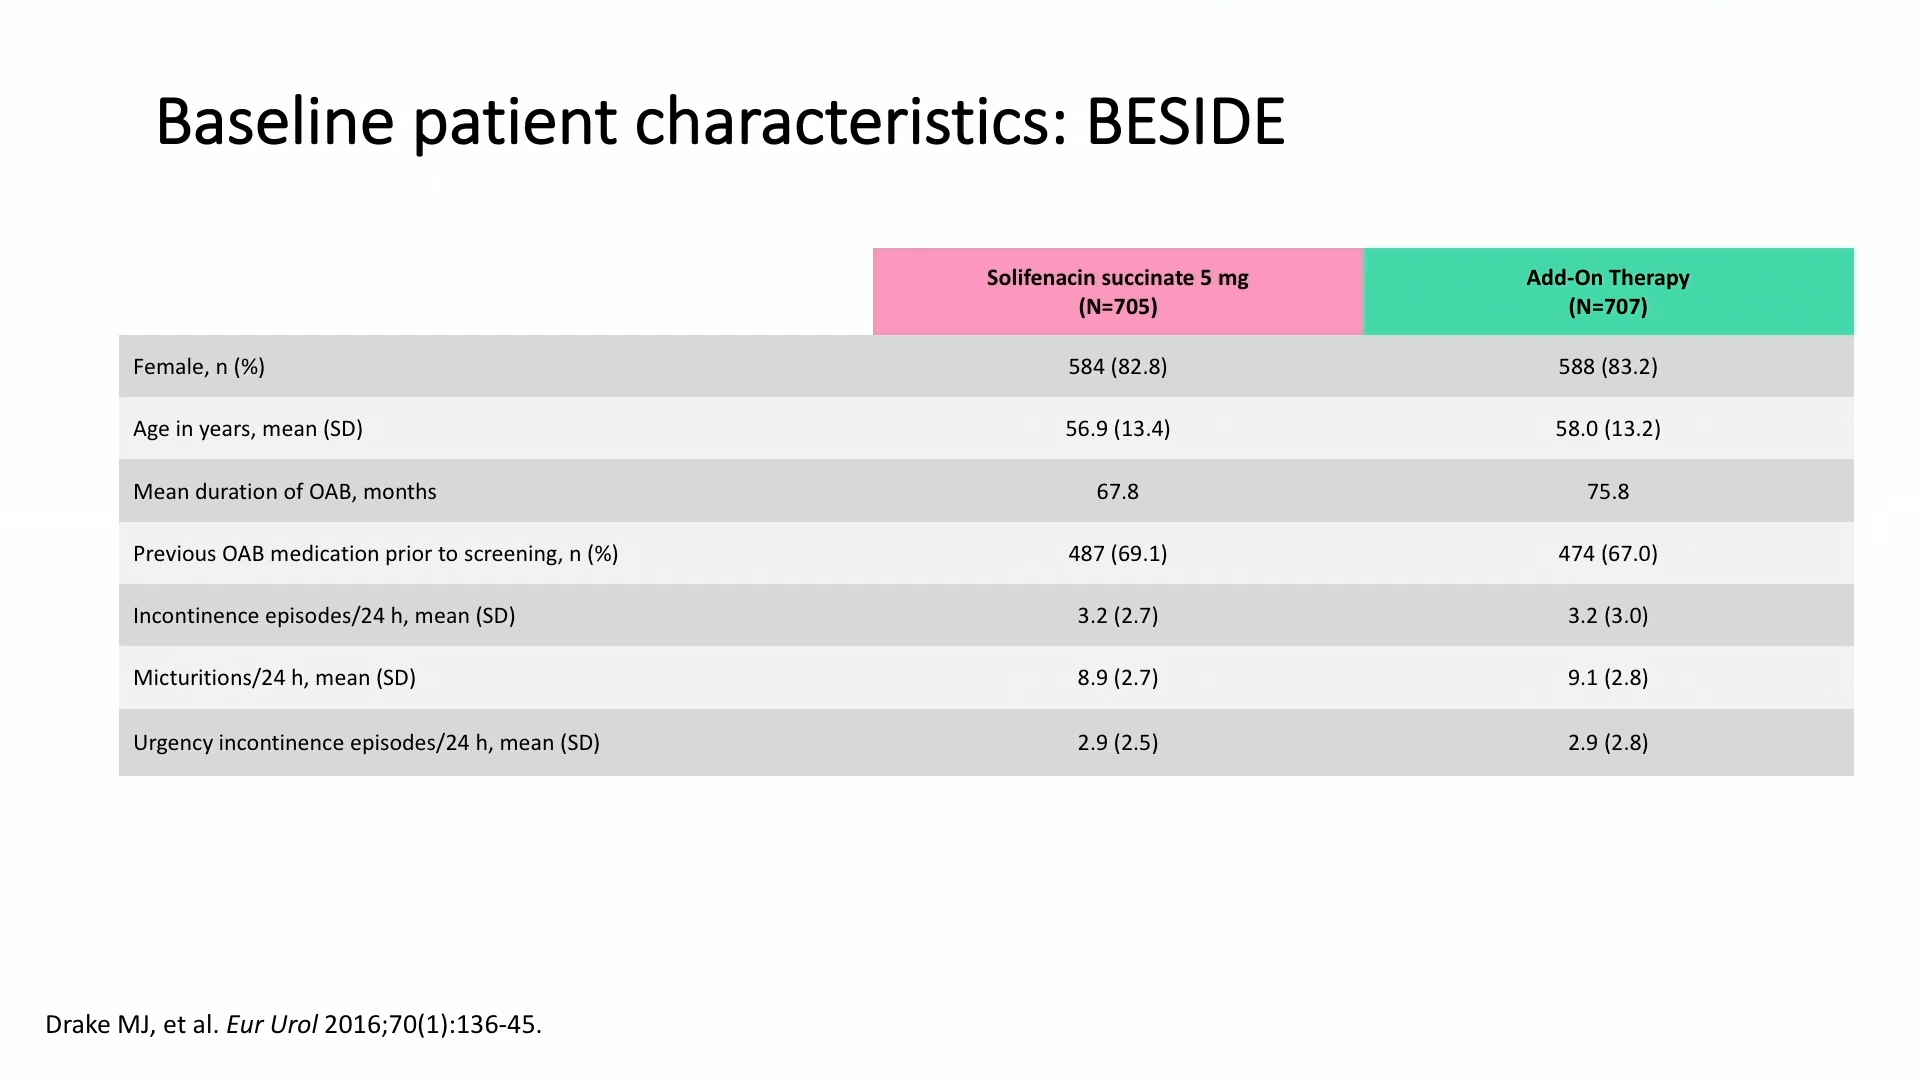 Baseline patient characteristics: BESIDE
Solifenacin succinate 5 mg
(N=705)
Add-On Therapy
(N=707)
Female, n (%) 584 (82.8) 588 (83.2)
Age in years, mean (SD) 56.9 (13.4) 58.0 (13.2)
Mean duration of OAB, months 67.8 75.8
Previous OAB medication prior to screening, n (%) 487 (69.1) 474 (67.0)
Incontinence episodes/24 h, mean (SD) 3.2 (2.7) 3.2 (3.0)
Micturitions/24 h, mean (SD) 8.9 (2.7) 9.1 (2.8)
Urgency incontinence episodes/24 h, mean (SD) 2.9 (2.5) 2.9 (2.8)
Drake MJ, et al. Eur Urol 2016;70(1):136-45.